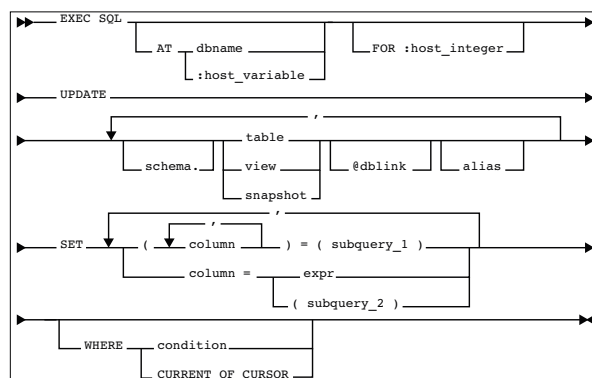 EXEC SQL
AT dbname
:host_variable
FOR :host_integer
UPDATE
,
schema.
table
view
snapshot
@dblink
alias
,
SET
,
( column ) = ( subquery_1 )
column = expr
( subquery_2 )
WHERE condition
CURRENT OF CURSOR